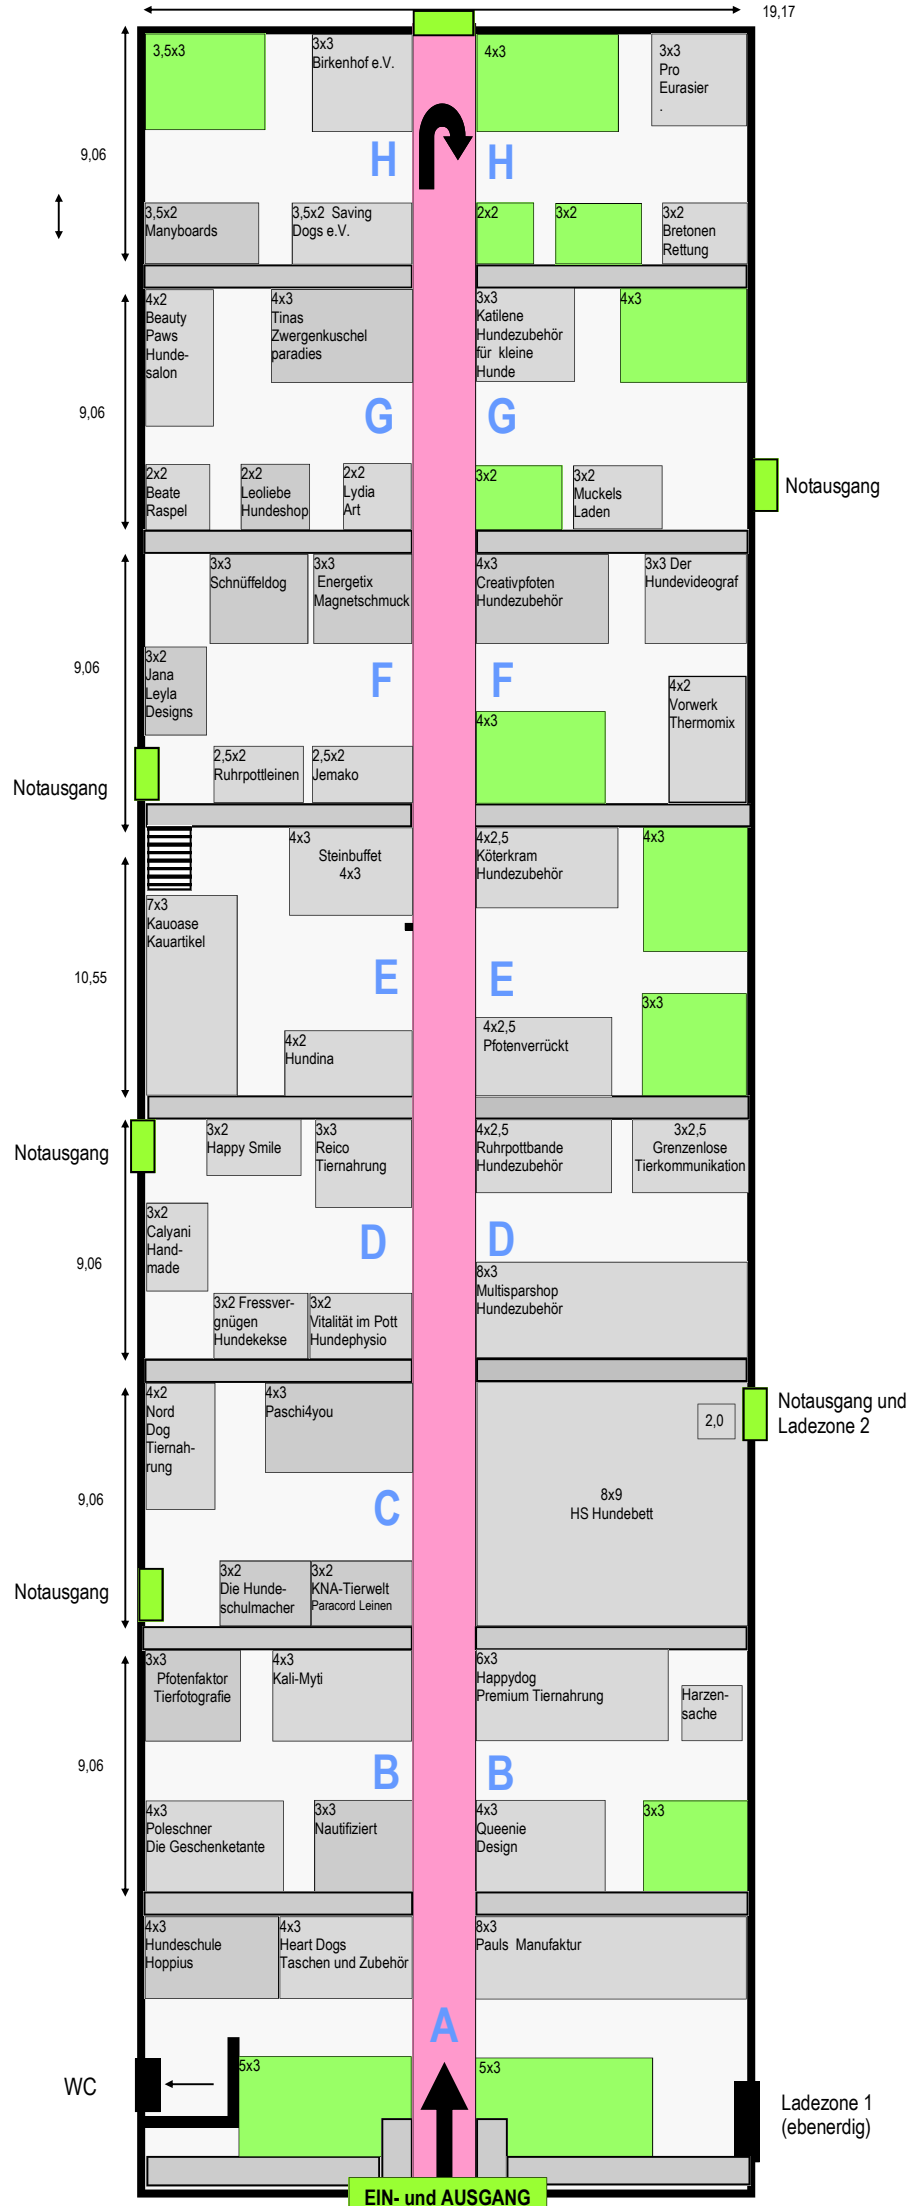 19,17
3,5x3
3x3
Birkenhof e.V.
4x3
3x3
Pro
Eurasier
.
9,06
H
H
3,5x2
Manyboards
3,5x2 Saving
Dogs e.V.
2x2
3x2
3x2
Bretonen
Rettung
4x2
Beauty
Paws
Hunde-
salon
4x3
Tinas
Zwergenkuschel
paradies
3x3
Katilene
Hundezubehör
für kleine
Hunde
4x3
9,06
G
G
2x2
Beate
Raspel
2x2
Leoliebe
Hundeshop
2x2
Lydia
Art
3x2
3x2
Muckels
Laden
Notausgang
3x3
Schnüffeldog
3x3
Energetix
Magnetschmuck
4x3
Creativpfoten
Hundezubehör
3x3 Der
Hundevideograf
9,06
3x2
Jana
Leyla
Designs
F
F
4x2
Vorwerk
Thermomix
4x3
Notausgang
2,5x2
Ruhrpottleinen
2,5x2
Jemako
4x3
Steinbuffet
4x3
4x2,5
Köterkram
Hundezubehör
4x3
7x3
Kauoase
Kauartikel
10,55
E
E
3x3
4x2
Hundina
4x2,5
Pfotenverrückt
Notausgang
3x2
Happy Smile
3x3
Reico
Tiernahrung
4x2,5
Ruhrpottbande
Hundezubehör
3x2,5
Grenzenlose
Tierkommunikation
3x2
Calyani
Hand-
made
9,06
D
D
8x3
Multisparshop
Hundezubehör
3x2 Fressver-
gnügen
Hundekekse
3x2
Vitalität im Pott
Hundephysio
4x2
Nord
Dog
Tiernah-
rung
4x3
Paschi4you
2,0
Notausgang und
Ladezone 2
9,06
C
8x9
HS Hundebett
Notausgang
3x2
Die Hunde-
schulmacher
3x2
KNA-Tierwelt
Paracord Leinen
3x3
Pfotenfaktor
Tierfotografie
4x3
Kali-Myti
6x3
Happydog
Premium Tiernahrung
Harzen-
sache
9,06
B
B
4x3
Poleschner
Die Geschenketante
3x3
Nautifiziert
4x3
Queenie
Design
3x3
4x3
Hundeschule
Hoppius
4x3
Heart Dogs
Taschen und Zubehör
8x3
Pauls Manufaktur
A
WC
5x3
5x3
Ladezone 1
(ebenerdig)
EIN- und AUSGANG